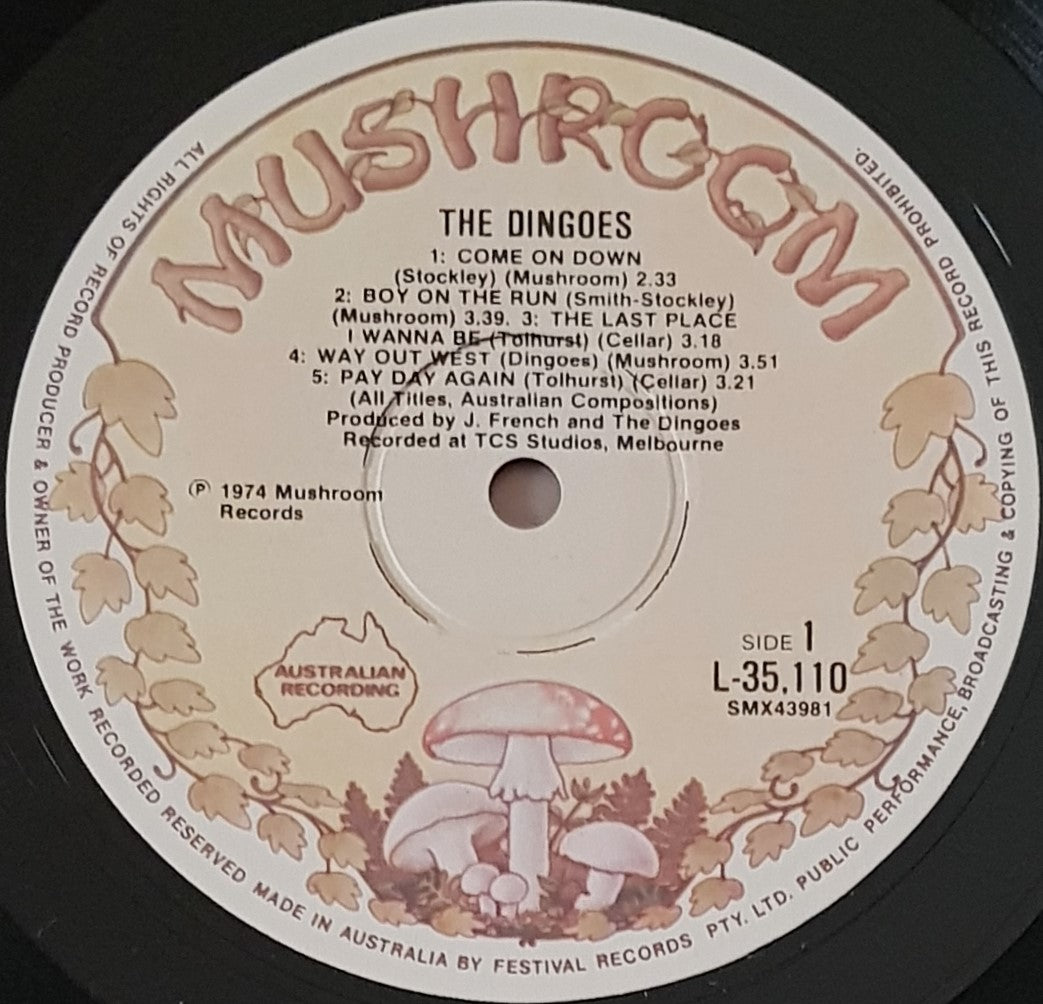 MUSHROOM
THE DINGOES
1: COME ON DOWN
(Stockley) (Mushroom) 2.33
2: BOY ON THE RUN (Smith-Stockley)
(Mushroom) 3.39. 3: THE LAST PLACE
I WANNA BE (Tolhurst) (Cellar) 3.18
4: WAY OUT WEST (Dingoes) (Mushroom) 3.51
5: PAY DAY AGAIN (Tolhurst) (Cellar) 3.21
(All Titles, Australian Compositions)
Produced by J. French and The Dingoes
Recorded at TCS Studios, Melbourne
℗ 1974 Mushroom
Records
AUSTRALIAN
RECORDING
SIDE 1
L-35,110
SMX43981
ALL RIGHTS OF RECORD PRODUCER & OWNER OF THE WORK RECORDED RESERVED MADE IN AUSTRALIA BY FESTIVAL RECORDS PTY. LTD. PUBLIC PERFORMANCE, BROADCASTING & COPYING OF THIS RECORD PROHIBITED.